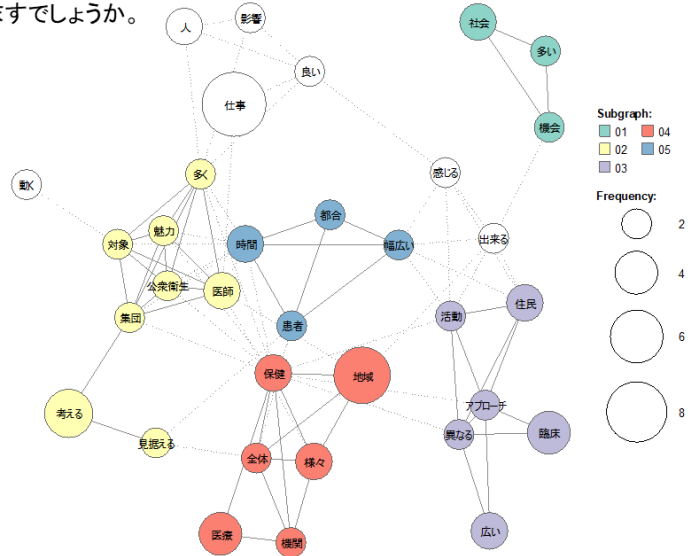 ますでしょうか。
影響
人
社会
多い
良い
仕事
機会
Subgraph:
01 04
02 05
03
多く
感じる
動く
Frequency:
都合
魅力
対象
時間
幅広い
出来る
2
公衆衛生
医師
4
住民
集団
患者
活動
6
保健
地域
アプローチ
考える
8
見据える
異なる
臨床
全体
様々
医療
機関
広い